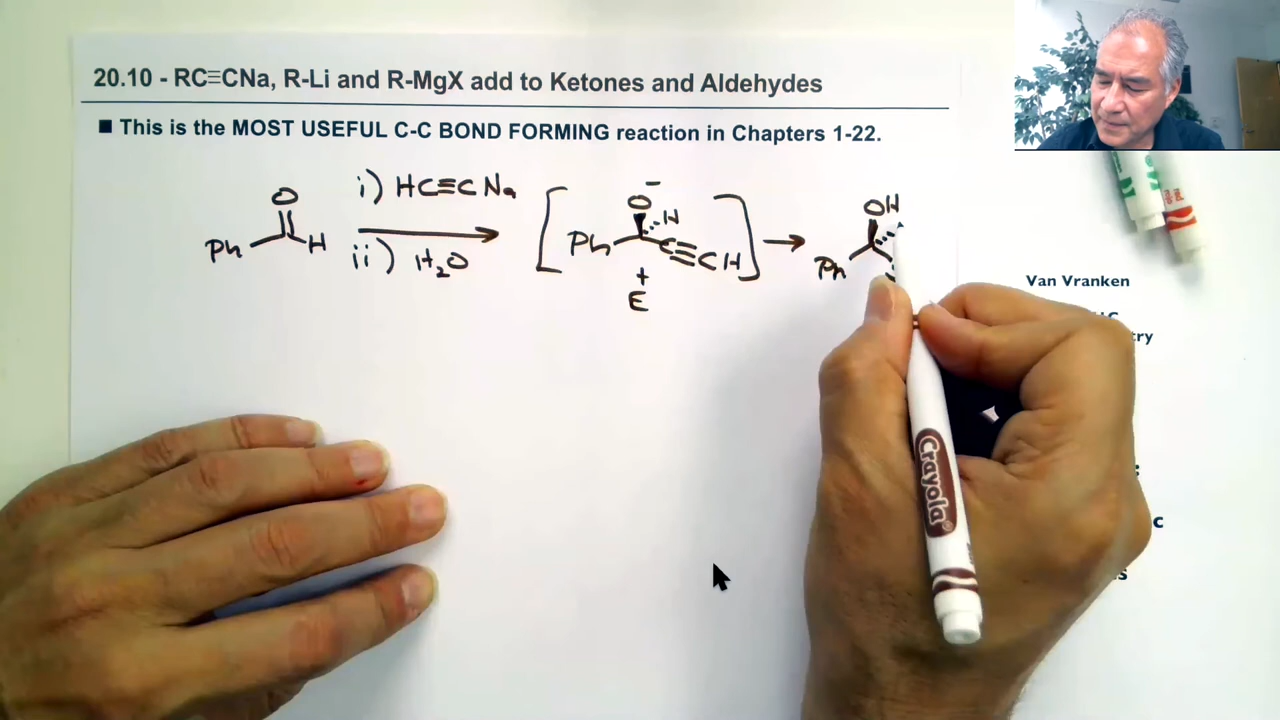 20.10 - RC≡CNa, R-Li and R-MgX add to Ketones and Aldehydes
■ This is the MOST USEFUL C-C BOND FORMING reaction in Chapters 1-22.
O
Ph H
i) HC≡CNa
ii) H₂O
O⁻
H
Ph C≡CH
+
E
OH
Ph
Van Vranken
Crayola